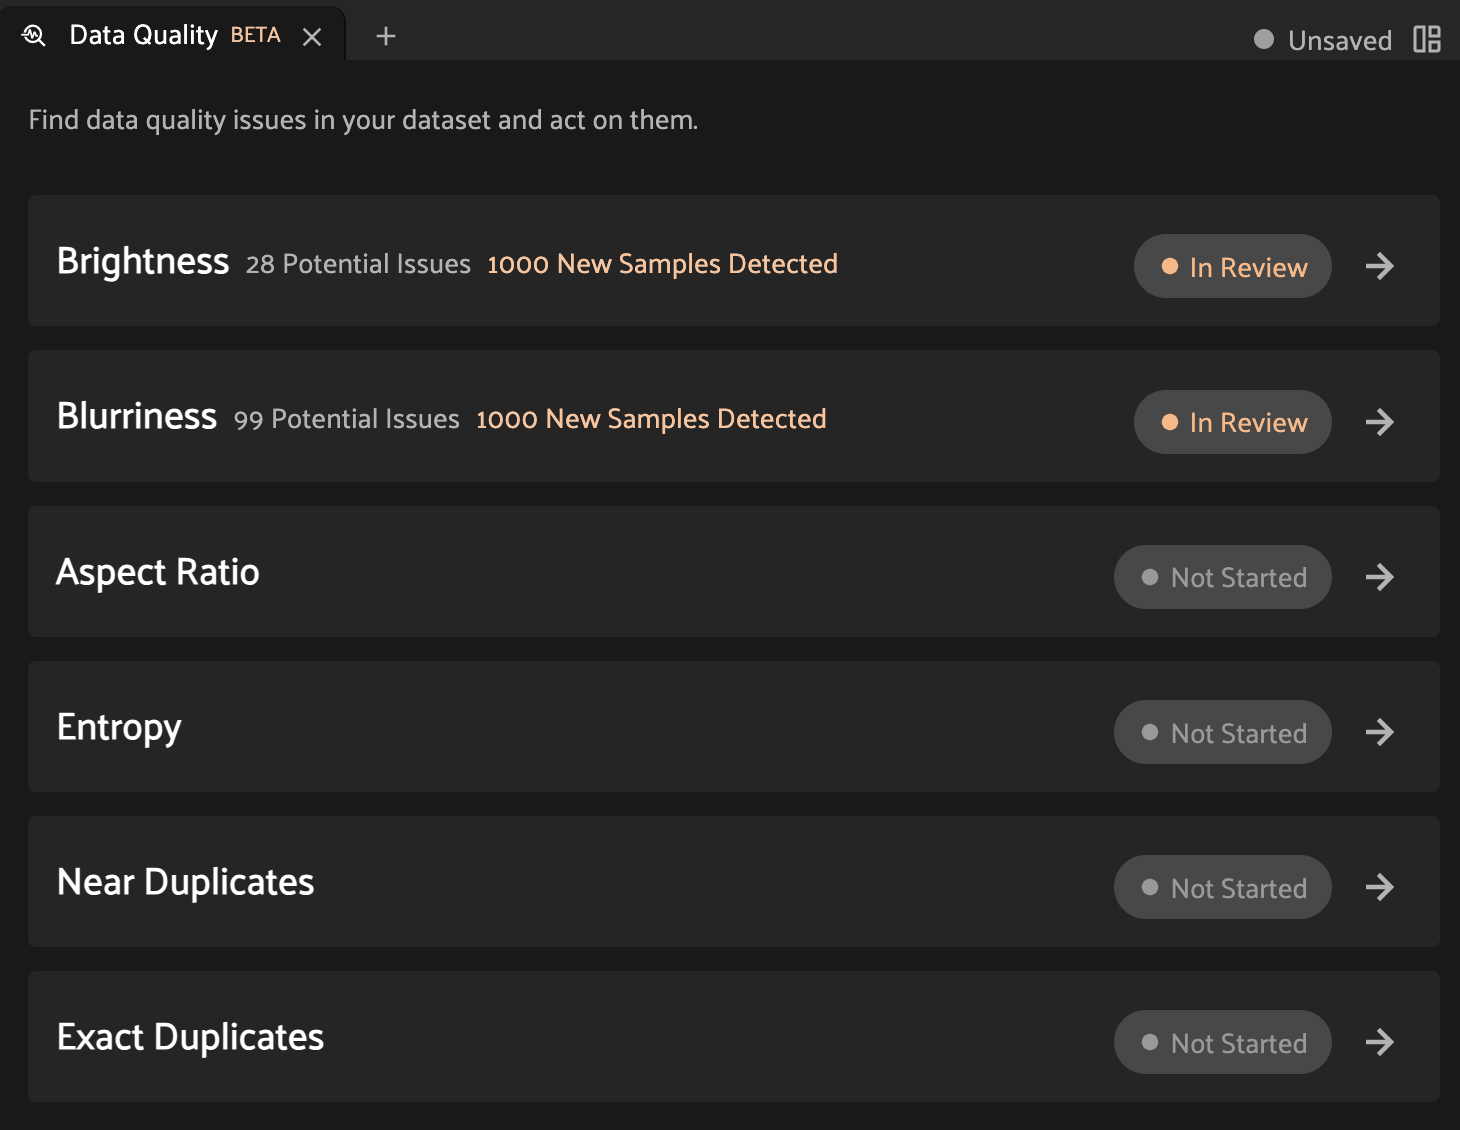 Data Quality BETA
Unsaved
Find data quality issues in your dataset and act on them.
Brightness 28 Potential Issues 1000 New Samples Detected In Review
Blurriness 99 Potential Issues 1000 New Samples Detected In Review
Aspect Ratio Not Started
Entropy Not Started
Near Duplicates Not Started
Exact Duplicates Not Started